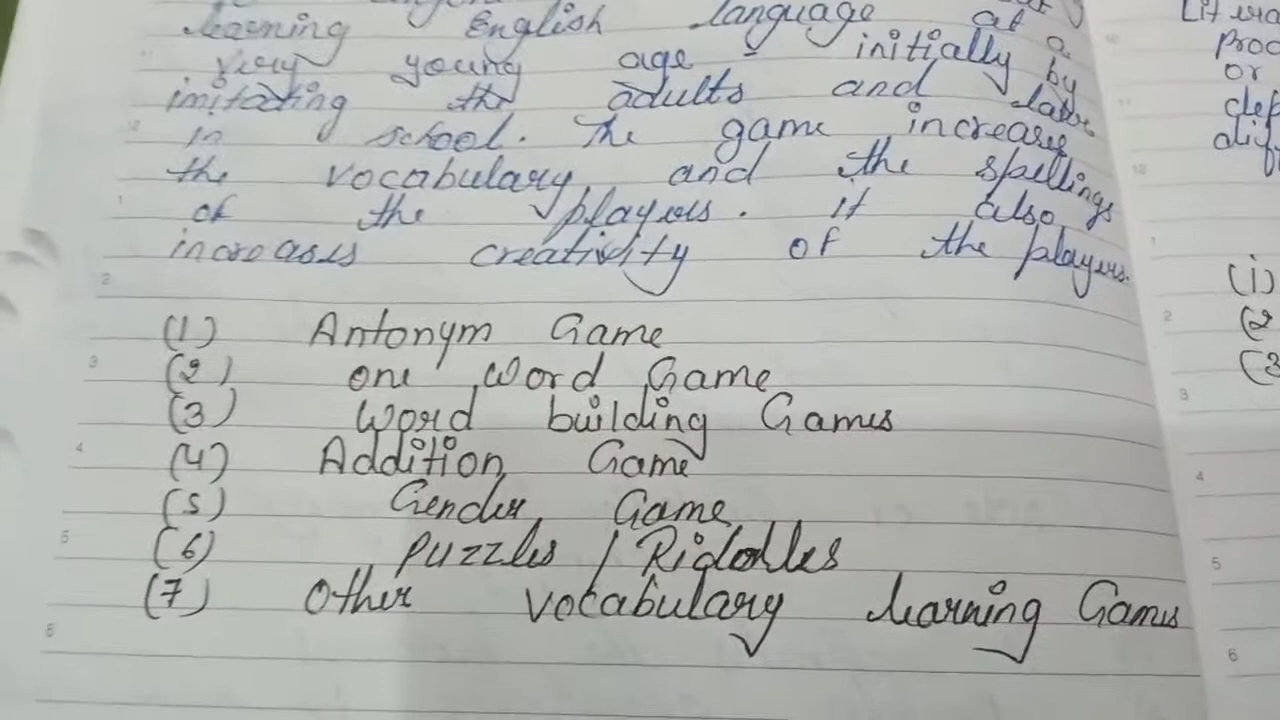 learning English language at a
very young age - initially by
imitating the adults and later
in school. The game increases
the vocabulary and the spellings
of the players. it also
increases creativity of the players.
(1) Antonym Game
(2) one word Game
(3) Word building Games
(4) Addition Game
(5) Gender Game
(6) Puzzles / Riddles
(7) Other vocabulary learning Games
or
(i)
(2
(3